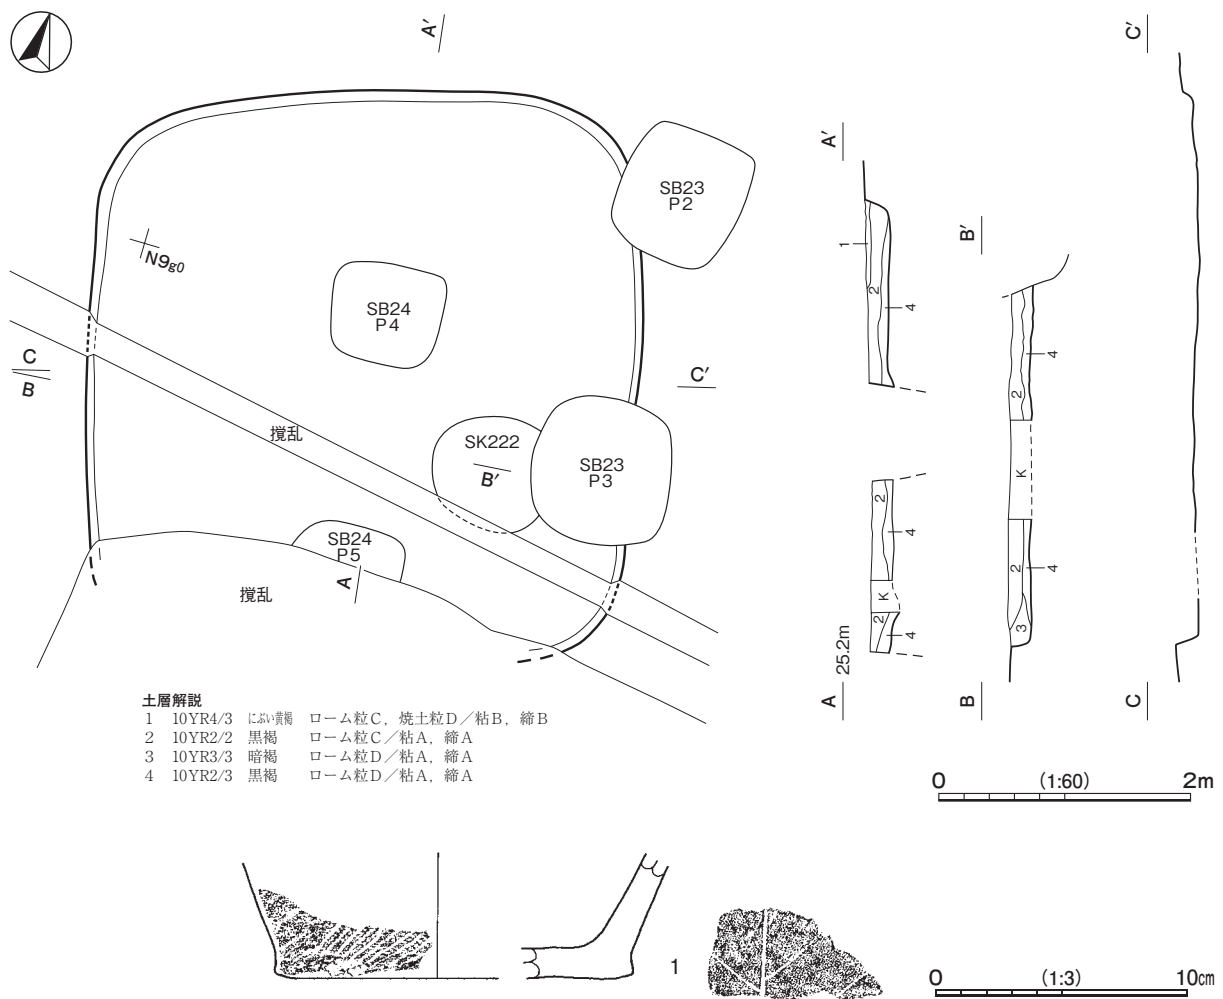 A′
C′
A′
SB23
P2
B′
N9g0
1
2
4
SB24
P4
C
B
C′
4
2
攪乱
SK222
B′
SB23
P3
K
2
4
SB24
P5
A
攪乱
2
4
3
K
2
4
A 25.2m
B
C
土層解説
1 10YR4/3 にぶい黄褐 ローム粒C，焼土粒D／粘B，締B
2 10YR2/2 黒褐 ローム粒C／粘A，締A
3 10YR3/3 暗褐 ローム粒D／粘A，締A
4 10YR2/3 黒褐 ローム粒D／粘A，締A
0 (1:60) 2m
1
0 (1:3) 10cm